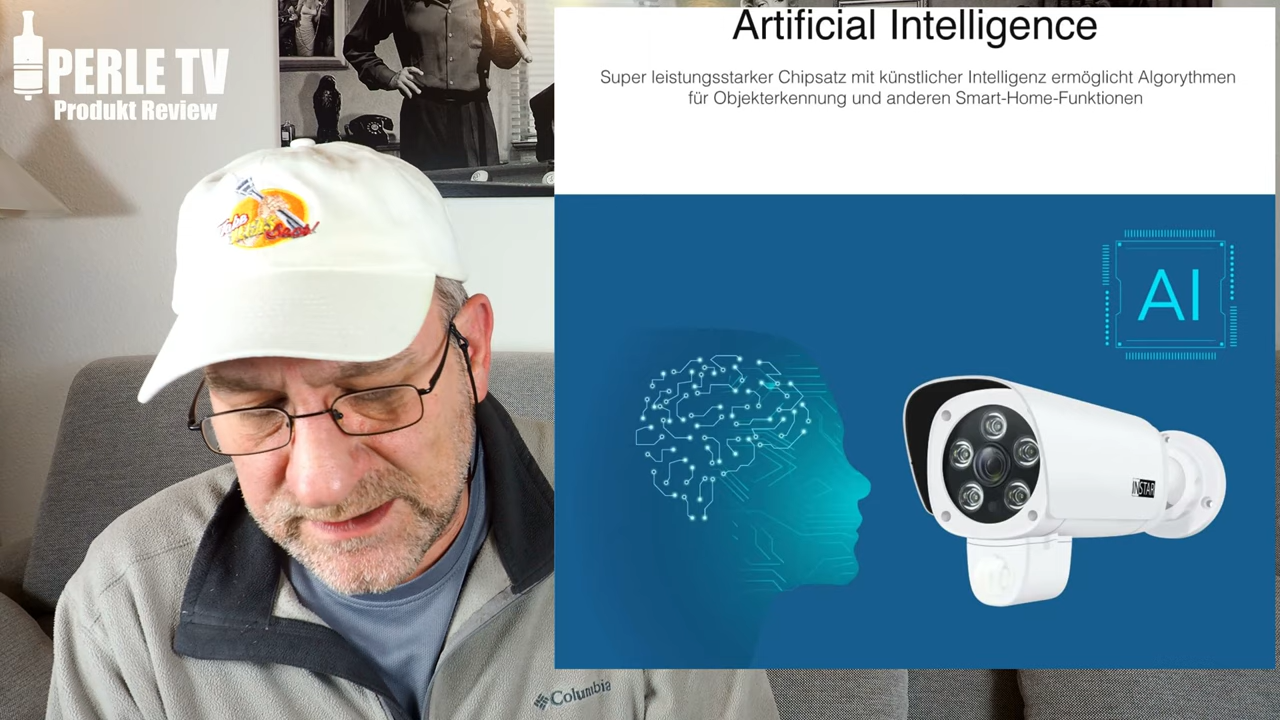 PERLE TV
Produkt Review
Artificial Intelligence
Super leistungsstarker Chipsatz mit künstlicher Intelligenz ermöglicht Algorythmen
für Objekterkennung und anderen Smart-Home-Funktionen
AI
INSTAR
Columbia